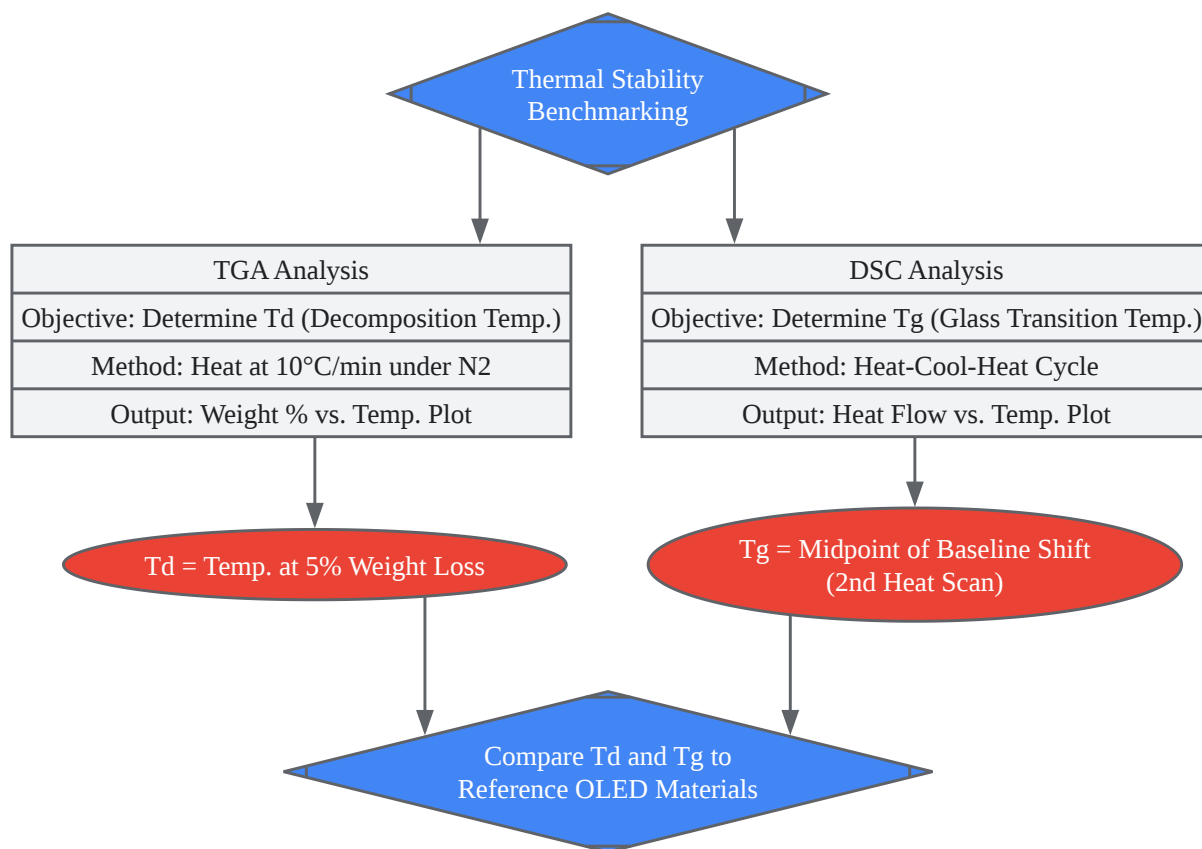 Thermal Stability
Benchmarking
TGA Analysis
Objective: Determine Td (Decomposition Temp.)
Method: Heat at 10°C/min under N2
Output: Weight % vs. Temp. Plot
DSC Analysis
Objective: Determine Tg (Glass Transition Temp.)
Method: Heat-Cool-Heat Cycle
Output: Heat Flow vs. Temp. Plot
Td = Temp. at 5% Weight Loss
Tg = Midpoint of Baseline Shift
(2nd Heat Scan)
Compare Td and Tg to
Reference OLED Materials